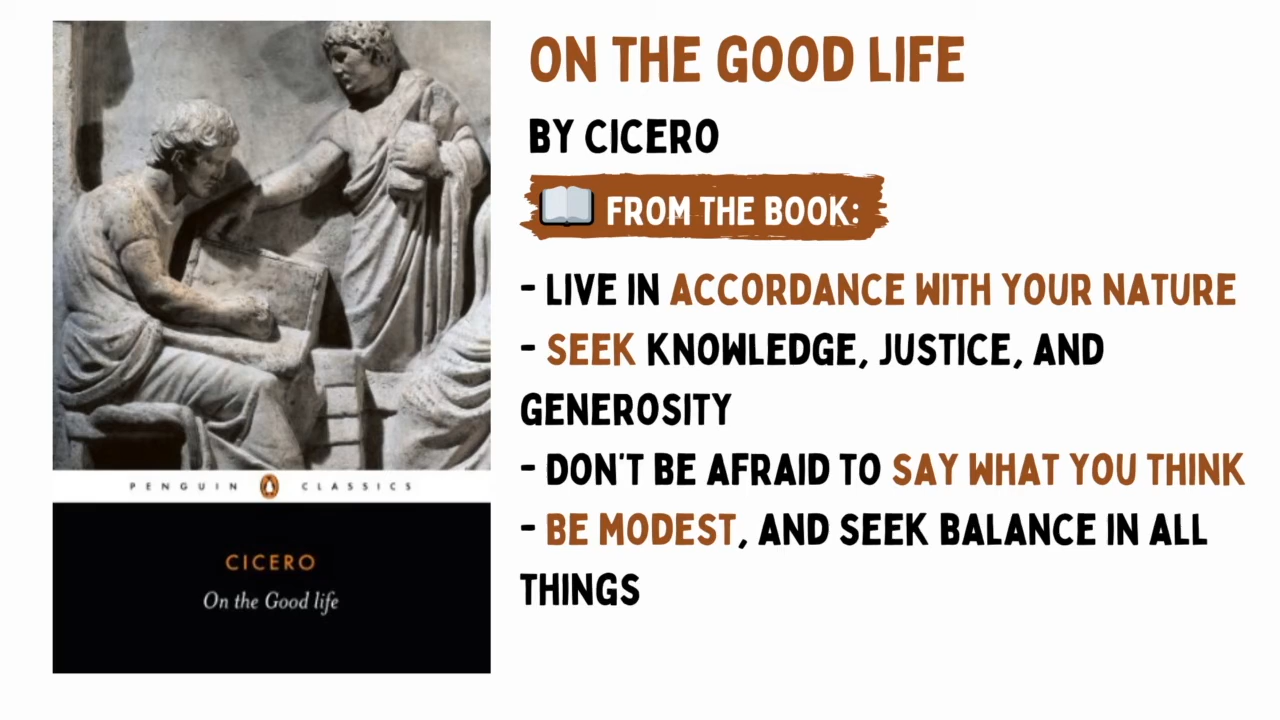 ON THE GOOD LIFE
BY CICERO
FROM THE BOOK:
- LIVE IN ACCORDANCE WITH YOUR NATURE
- SEEK KNOWLEDGE, JUSTICE, AND
GENEROSITY
- DON'T BE AFRAID TO SAY WHAT YOU THINK
- BE MODEST, AND SEEK BALANCE IN ALL
THINGS
PENGUIN CLASSICS
CICERO
On the Good life